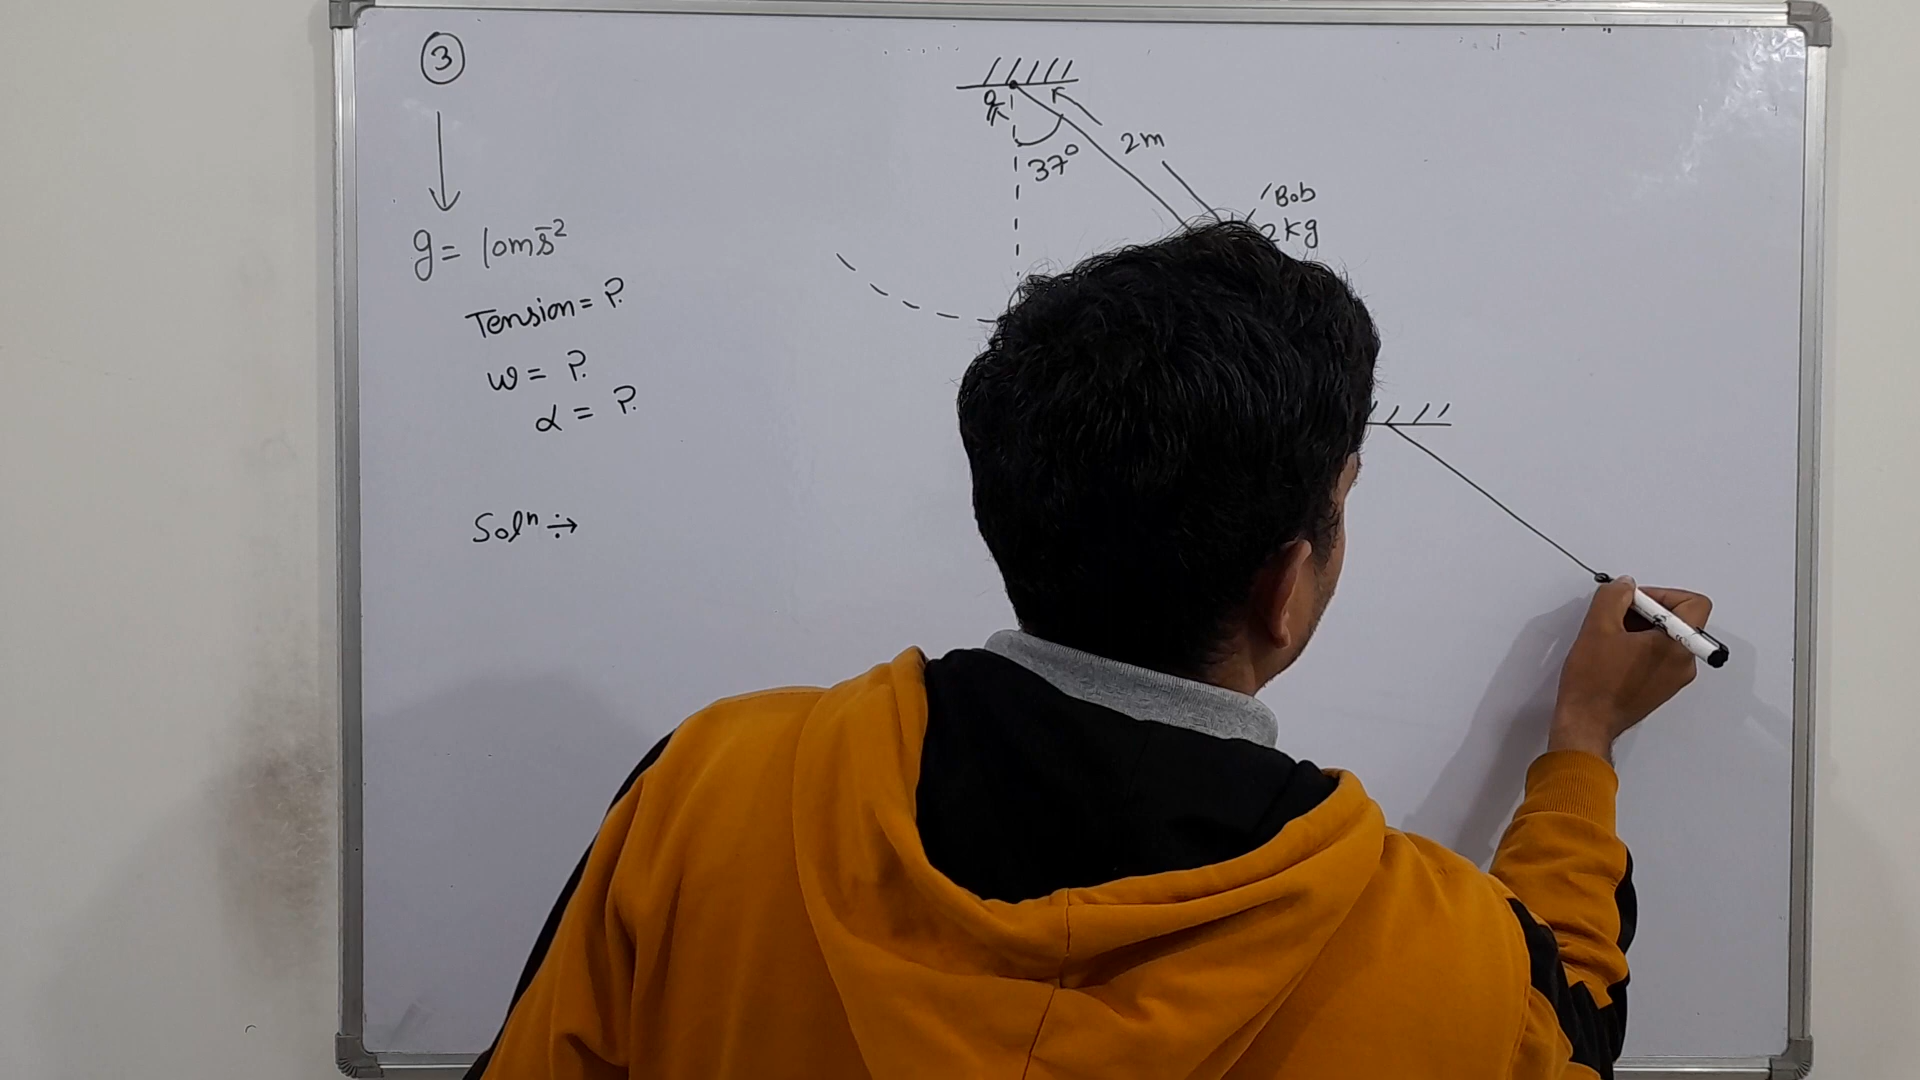 3
g = 10ms⁻²
Tension = ?
w = ?
α = ?
Solⁿ ÷→
37°
2m
Bob
2kg